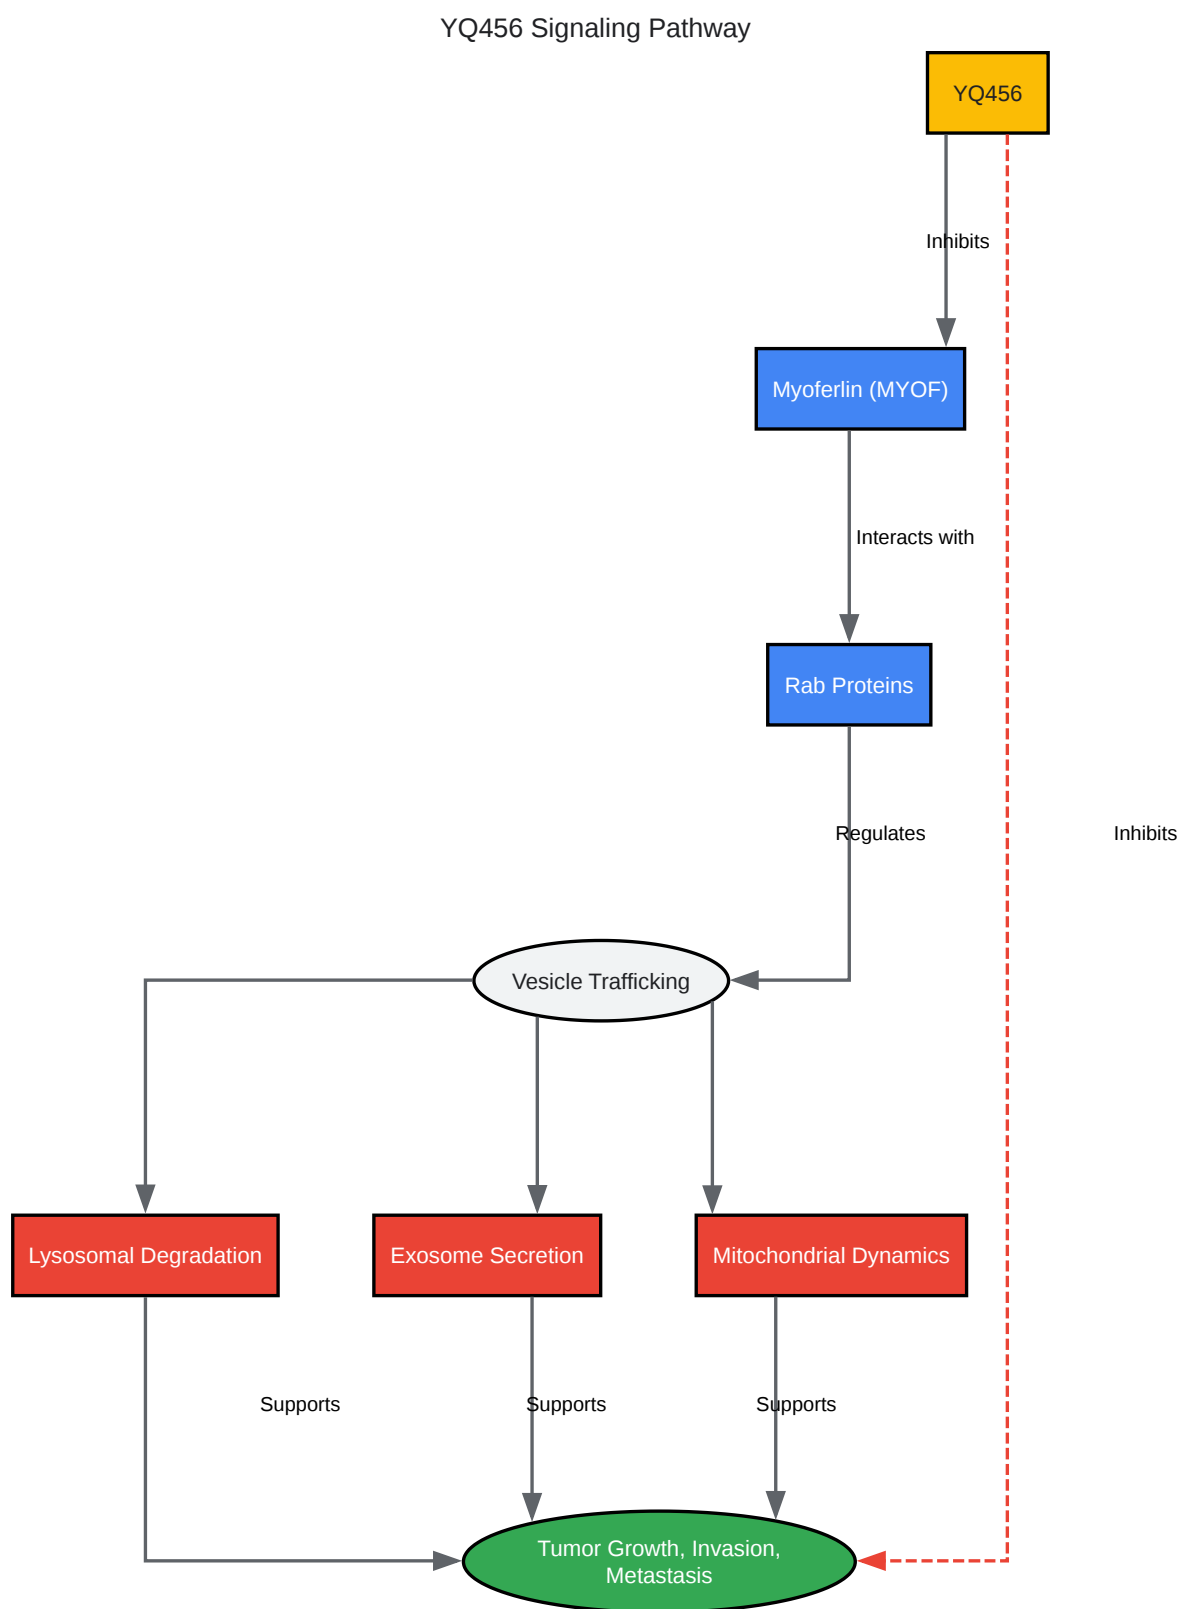 YQ456 Signaling Pathway
YQ456
Inhibits
Myoferlin (MYOF)
Interacts with
Rab Proteins
Regulates
Inhibits
Vesicle Trafficking
Lysosomal Degradation
Exosome Secretion
Mitochondrial Dynamics
Supports
Supports
Supports
Tumor Growth, Invasion,
Metastasis